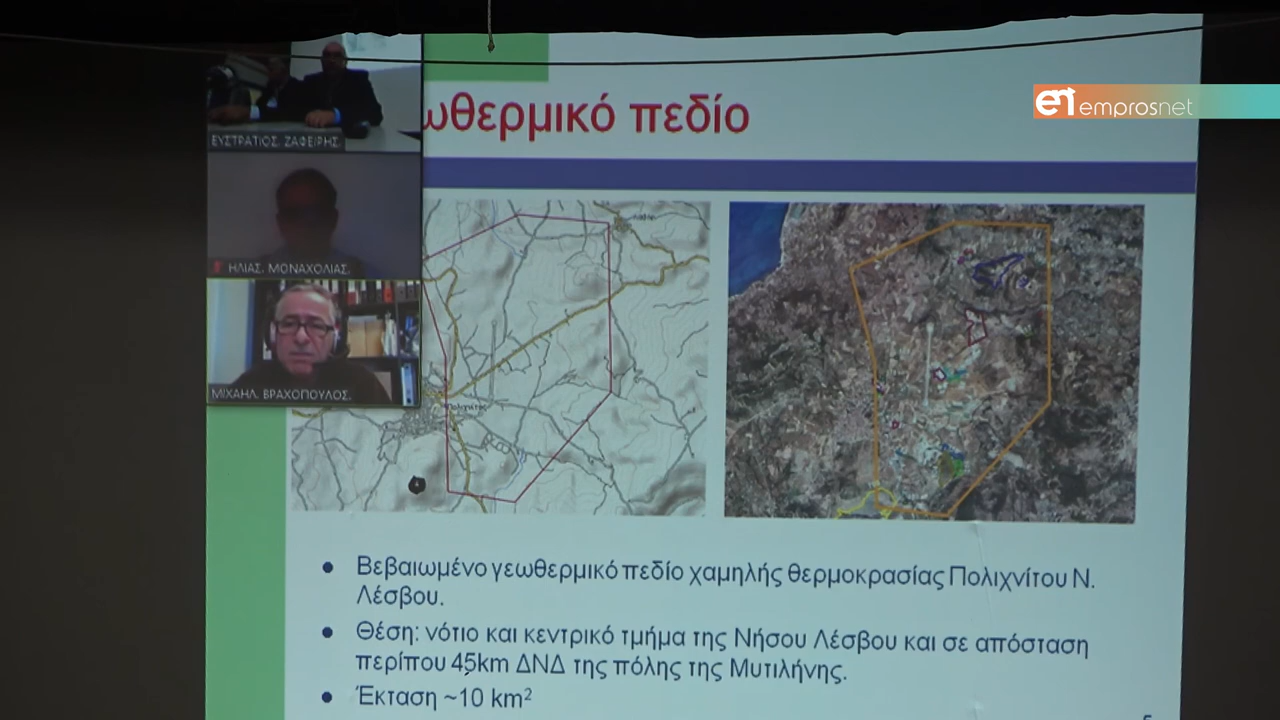 ωθερμικό πεδίο
emprosnet
ΕΥΣΤΡΑΤΙΟΣ. ΖΑΦΕΙΡΗΣ.
ΗΛΙΑΣ. ΜΟΝΑΧΟΛΙΑΣ.
ΜΙΧΑΗΛ. ΒΡΑΧΟΠΟΥΛΟΣ.
Πολιχνίτος
• Βεβαιωμένο γεωθερμικό πεδίο χαμηλής θερμοκρασίας Πολιχνίτου Ν.
Λέσβου.
• Θέση: νότιο και κεντρικό τμήμα της Νήσου Λέσβου και σε απόσταση
περίπου 45km ΔΝΔ της πόλης της Μυτιλήνης.
• Έκταση ~10 km²